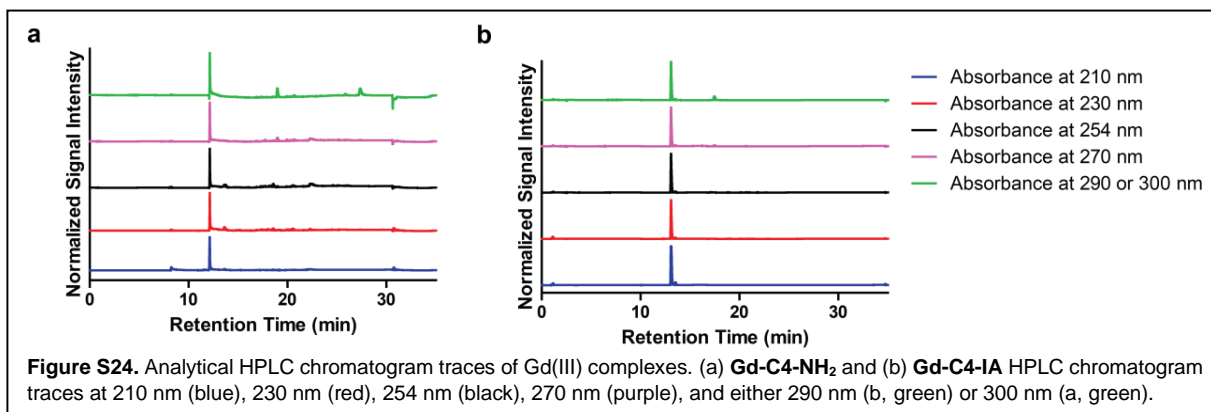 a
b
Normalized Signal Intensity
Normalized Signal Intensity
Absorbance at 210 nm
Absorbance at 230 nm
Absorbance at 254 nm
Absorbance at 270 nm
Absorbance at 290 or 300 nm
0 10 20 30
0 10 20 30
Retention Time (min)
Retention Time (min)
Figure S24. Analytical HPLC chromatogram traces of Gd(III) complexes. (a) Gd-C4-NH₂ and (b) Gd-C4-IA HPLC chromatogram
traces at 210 nm (blue), 230 nm (red), 254 nm (black), 270 nm (purple), and either 290 nm (b, green) or 300 nm (a, green).